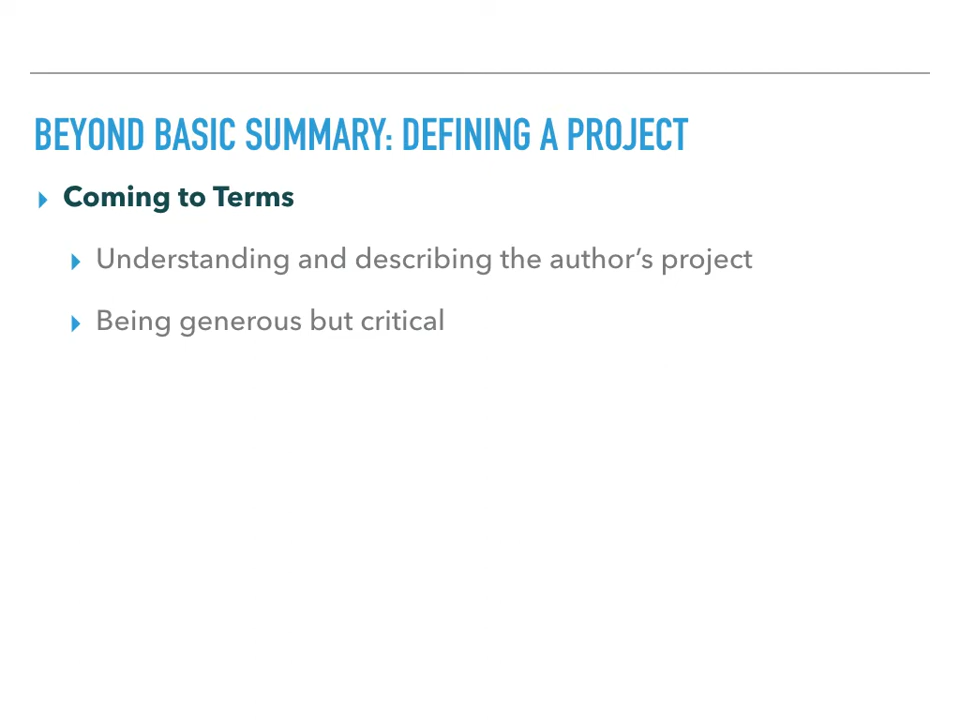 BEYOND BASIC SUMMARY: DEFINING A PROJECT
Coming to Terms
Understanding and describing the author’s project
Being generous but critical